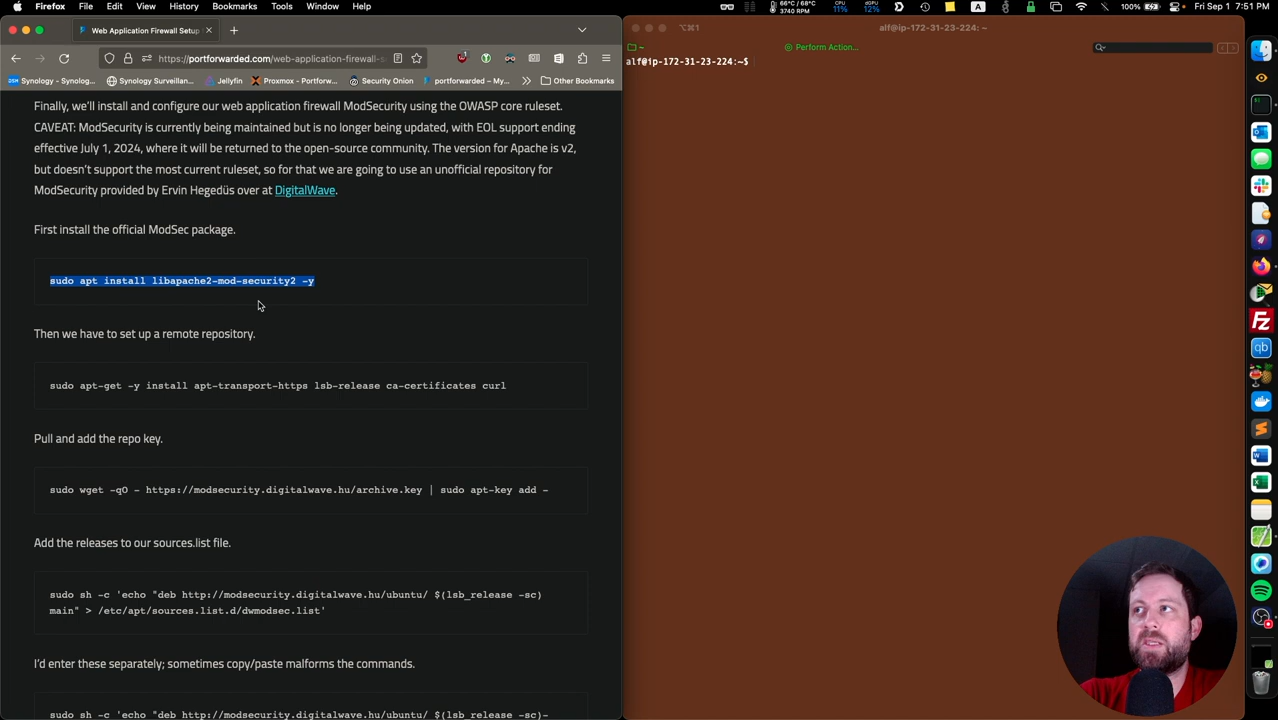 Firefox File Edit View History Bookmarks Tools Window Help
66°C / 68°C
3740 RPM
CPU
11%
dGPU
12%
A
100%
Fri Sep 1 7:51 PM
Web Application Firewall Setup
https://portforwarded.com/web-application-firewall-s
DSM Synology - Synolog... Synology Surveillan... Jellyfin Proxmox - Portforw... Security Onion portforwarded – My... Other Bookmarks
Finally, we'll install and configure our web application firewall ModSecurity using the OWASP core ruleset.
CAVEAT: ModSecurity is currently being maintained but is no longer being updated, with EOL support ending
effective July 1, 2024, where it will be returned to the open-source community. The version for Apache is v2,
but doesn't support the most current ruleset, so for that we are going to use an unofficial repository for
ModSecurity provided by Ervin Hegedüs over at DigitalWave.
First install the official ModSec package.
sudo apt install libapache2-mod-security2 -y
Then we have to set up a remote repository.
sudo apt-get -y install apt-transport-https lsb-release ca-certificates curl
Pull and add the repo key.
sudo wget -qO - https://modsecurity.digitalwave.hu/archive.key | sudo apt-key add -
Add the releases to our sources.list file.
sudo sh -c 'echo "deb http://modsecurity.digitalwave.hu/ubuntu/ $(lsb_release -sc)
main" > /etc/apt/sources.list.d/dwmodsec.list'
I'd enter these separately; sometimes copy/paste malforms the commands.
sudo sh -c 'echo "deb http://modsecurity.digitalwave.hu/ubuntu/ $(lsb_release -sc)-
⌥⌘1
alf@ip-172-31-23-224: ~
~
Perform Action...
alf@ip-172-31-23-224:~$
Fz
qb